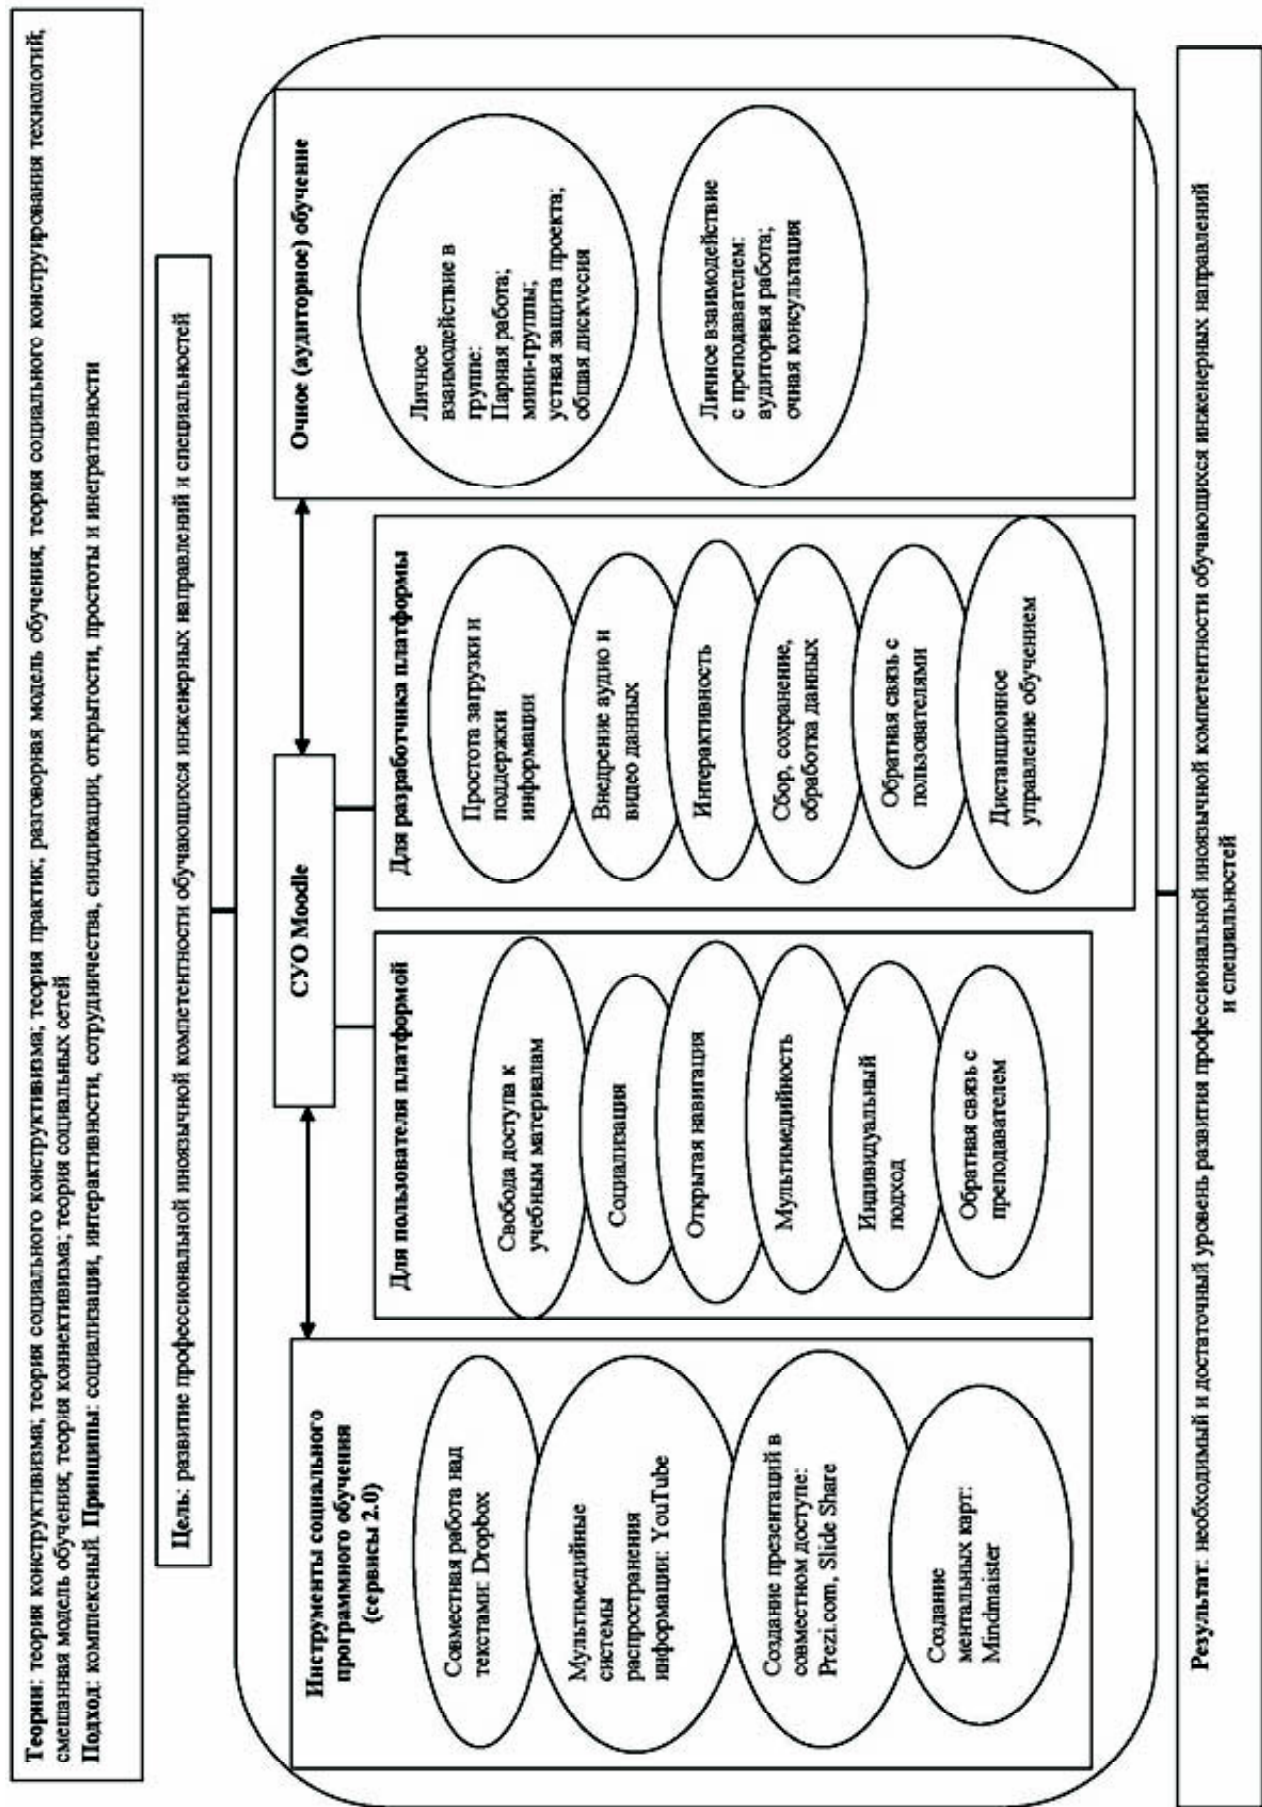 Теории: теория конструктивизма; теория социального конструктивизма; теория практик; разговорная модель обучения, теория социального конструирования технологий;
смешанная модель обучения, теория коннективизма; теория социальных сетей
Подход: комплексный. Принципы: социализации, интерактивности, сотрудничества, синдикации, открытости, простоты и инегративности
Цель: развитие профессиональной иноязычной компетентности обучающихся инженерных направлений и специальностей
СУО Moodle
Инструменты социального
программного обучения
(сервисы 2.0)
Совместная работа над
текстами: Dropbox
Мультимедийные
системы
распространения
информации: YouTube
Создание презентаций в
совместном доступе:
Prezi.com, Slide Share
Создание
ментальных карт:
Mindmaister
Для пользователя платформой
Свобода доступа к
учебным материалам
Социализация
Открытая навигация
Мультимедийность
Индивидуальный
подход
Обратная связь с
преподавателем
Для разработчика платформы
Простота загрузки и
поддержки
информации
Внедрение аудио и
видео данных
Интерактивность
Сбор, сохранение,
обработка данных
Обратная связь с
пользователями
Дистанционное
управление обучением
Очное (аудиторное) обучение
Личное
взаимодействие в
группе:
Парная работа;
мини-группы;
устная защита проекта;
общая дискуссия
Личное взаимодействие
с преподавателем:
аудиторная работа;
очная консультация
Результат: необходимый и достаточный уровень развития профессиональной иноязычной компетентности обучающихся инженерных направлений
и специальностей